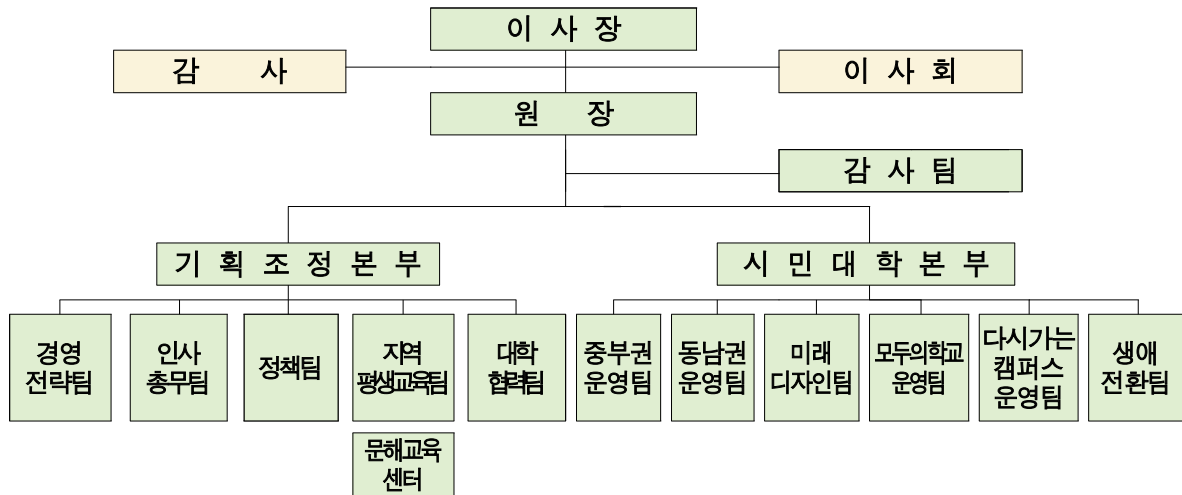 이 사 장
감 사
이 사 회
원 장
감 사 팀
기 획 조 정 본 부
시 민 대 학 본 부
경영
전략팀
인사
총무팀
정책팀
지역
평생교육팀
대학
협력팀
중부권
운영팀
동남권
운영팀
미래
디자인팀
모두의학교
운영팀
다시가는
캠퍼스
운영팀
생애
전환팀
문해교육
센터